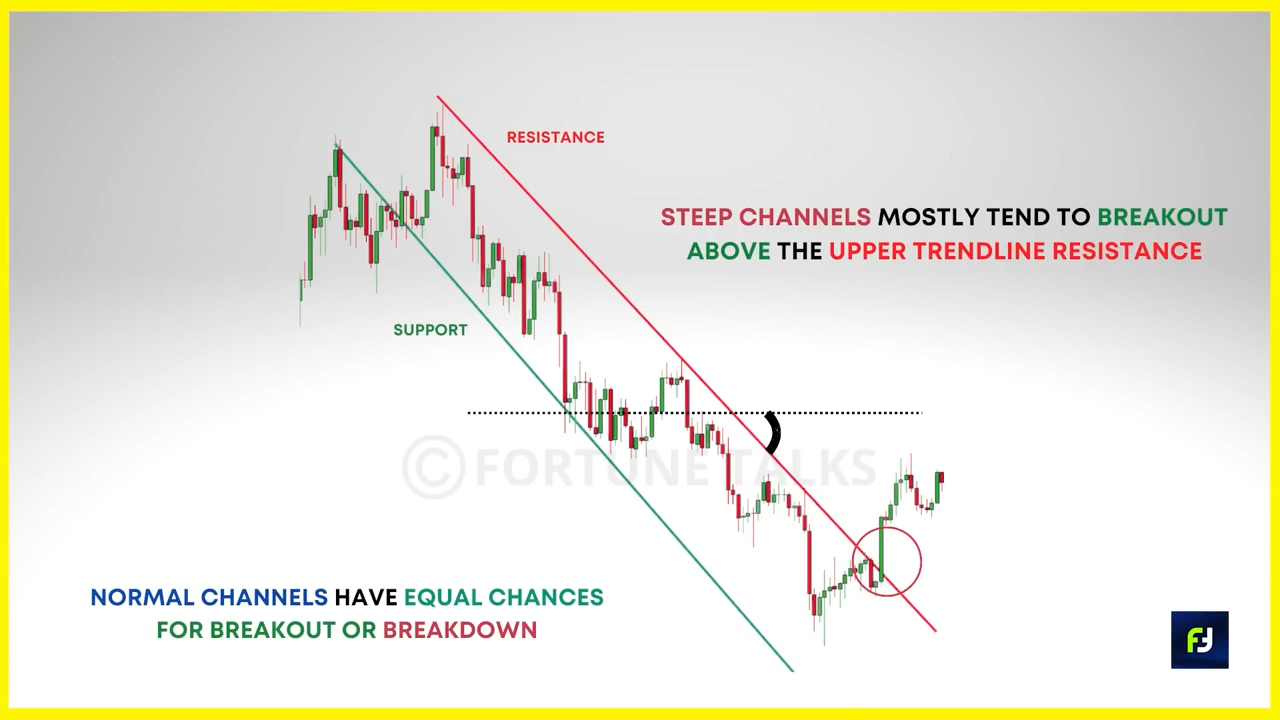 RESISTANCE
STEEP CHANNELS MOSTLY TEND TO BREAKOUT
ABOVE THE UPPER TRENDLINE RESISTANCE
SUPPORT
© FORTUNE TALKS
NORMAL CHANNELS HAVE EQUAL CHANCES
FOR BREAKOUT OR BREAKDOWN